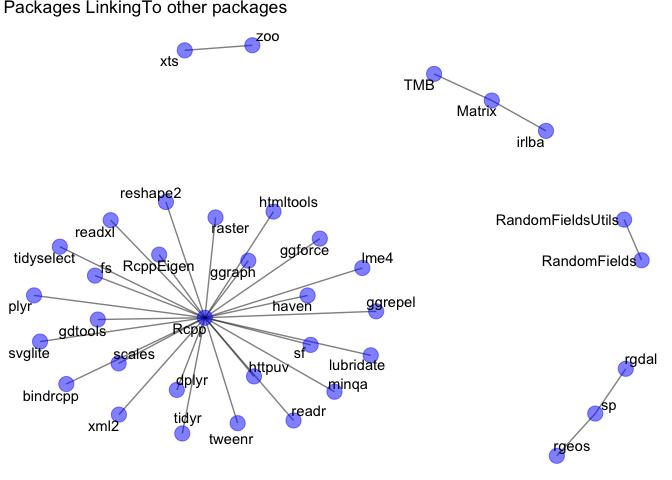 Packages LinkingTo other packages
zoo
xts
TMB
Matrix
irlba
reshape2
htmltools
readxl
raster
RandomFieldsUtils
tidyselect
fs
RcppEigen
ggraph
ggforce
lme4
RandomFields
plyr
haven
ggrepel
gdtools
Rcpp
svglite
scales
sf
lubridate
rgdal
bindrcpp
dplyr
httpuv
minqa
sp
xml2
tidyr
tweenr
readr
rgeos